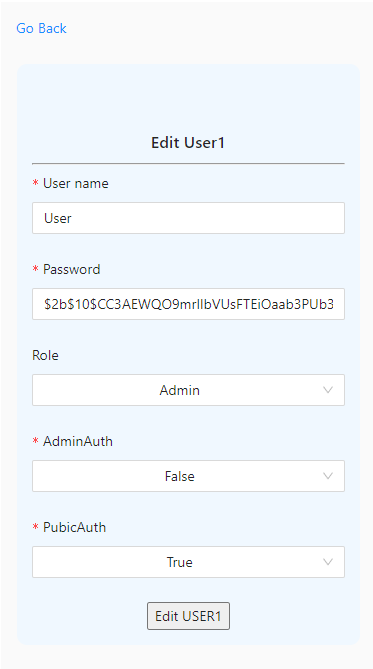 Go Back
Edit User1
* User name
User
* Password
$2b$10$CC3AEWQO9mrIlbVUsFTEiOaab3PUb3
Role
Admin
* AdminAuth
False
* PubicAuth
True
Edit USER1